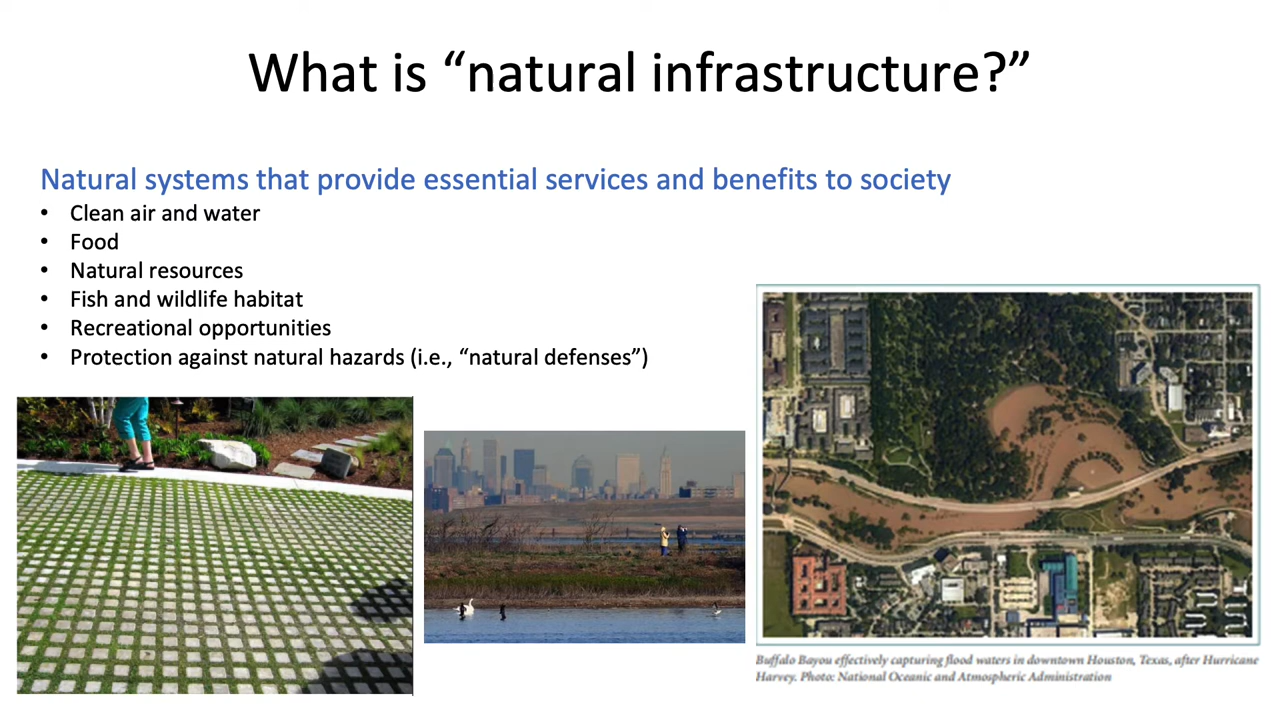 What is “natural infrastructure?”
Natural systems that provide essential services and benefits to society
• Clean air and water
• Food
• Natural resources
• Fish and wildlife habitat
• Recreational opportunities
• Protection against natural hazards (i.e., “natural defenses”)
Buffalo Bayou effectively capturing flood waters in downtown Houston, Texas, after Hurricane
Harvey. Photo: National Oceanic and Atmospheric Administration